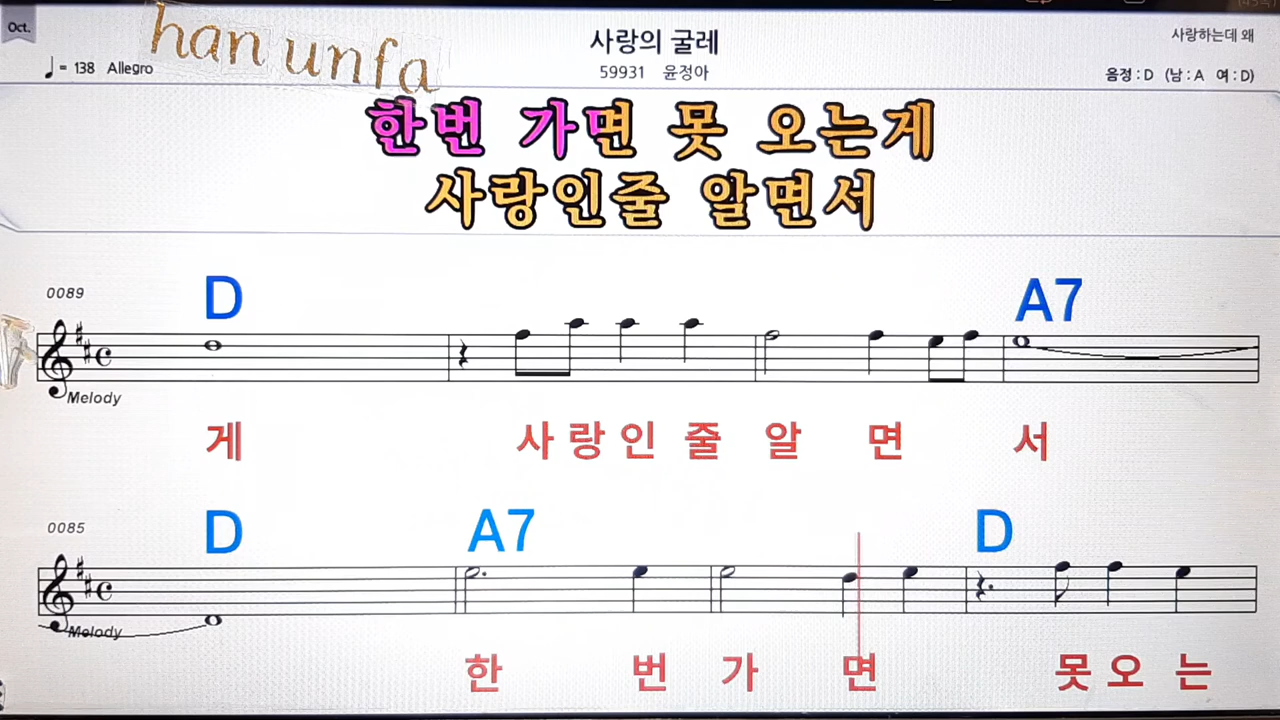 Oct.
han unfa
사랑의 굴레
사랑하는데 왜
♩= 138 Allegro
59931 윤정아
음정 : D (남 : A 여 : D)
한번 가면 못 오는게
사랑인줄 알면서
0089
D
A7
Melody
게 사 랑 인 줄 알 면 서
0085
D
A7
D
Melody
한 번 가 면 못 오 는